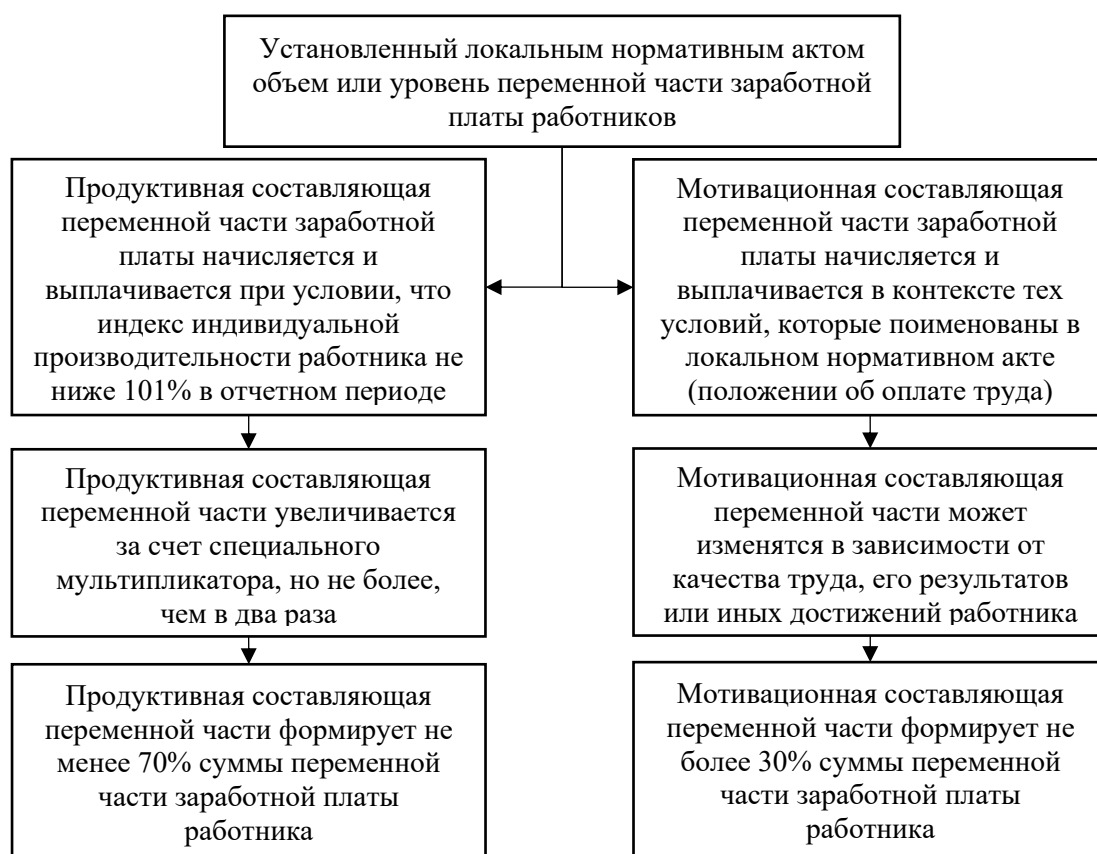 Установленный локальным нормативным актом
объем или уровень переменной части заработной
платы работников
Продуктивная составляющая
переменной части заработной
платы начисляется и
выплачивается при условии, что
индекс индивидуальной
производительности работника не
ниже 101% в отчетном периоде
Мотивационная составляющая
переменной части заработной
платы начисляется и
выплачивается в контексте тех
условий, которые поименованы в
локальном нормативном акте
(положении об оплате труда)
Продуктивная составляющая
переменной части увеличивается
за счет специального
мультипликатора, но не более,
чем в два раза
Мотивационная составляющая
переменной части может
изменятся в зависимости от
качества труда, его результатов
или иных достижений работника
Продуктивная составляющая
переменной части формирует не
менее 70% суммы переменной
части заработной платы
работника
Мотивационная составляющая
переменной части формирует не
более 30% суммы переменной
части заработной платы
работника